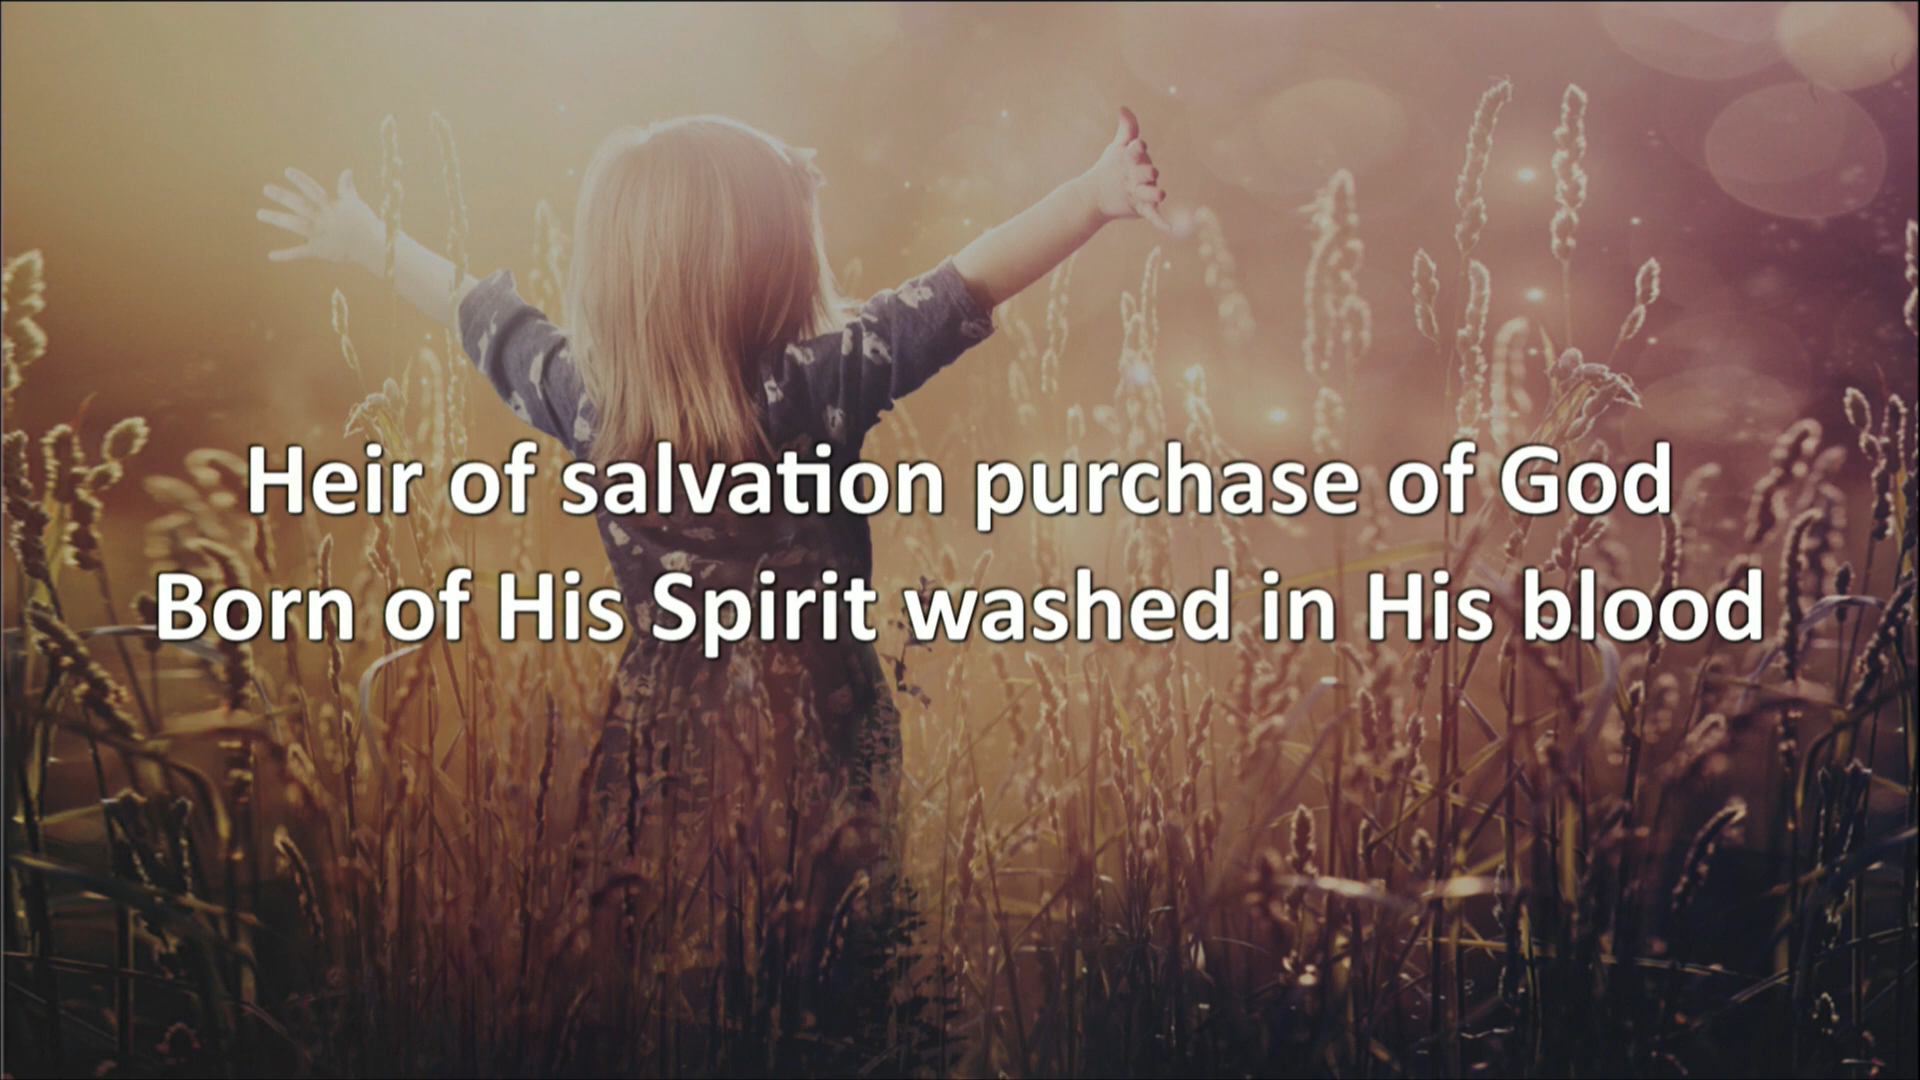 Heir of salvation purchase of God
Born of His Spirit washed in His blood